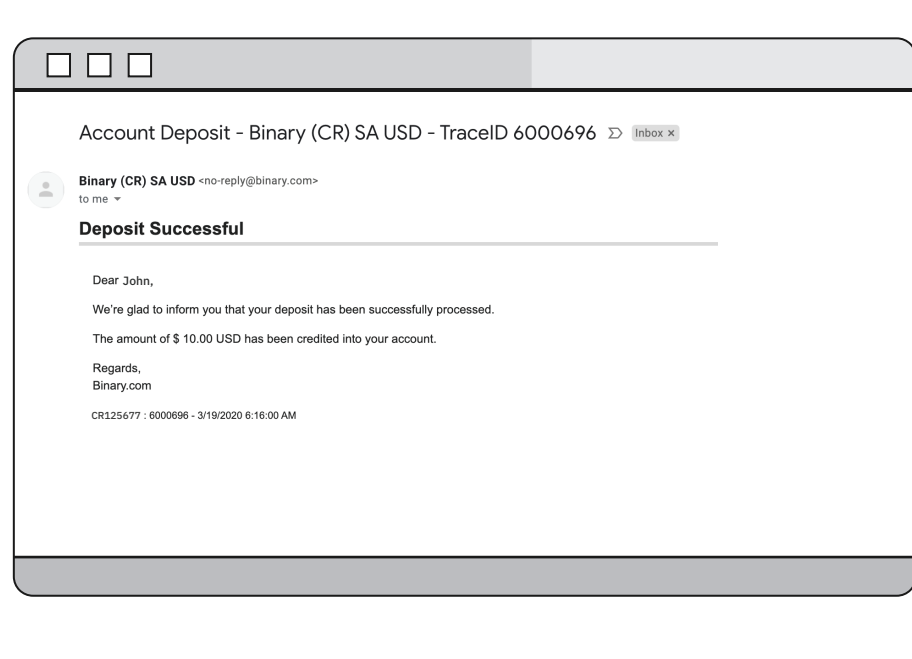 Account Deposit - Binary (CR) SA USD - TraceID 6000696 Inbox ×
Binary (CR) SA USD <no-reply@binary.com>
to me
Deposit Successful
Dear John,
We're glad to inform you that your deposit has been successfully processed.
The amount of $ 10.00 USD has been credited into your account.
Regards,
Binary.com
CR125677 : 6000696 - 3/19/2020 6:16:00 AM